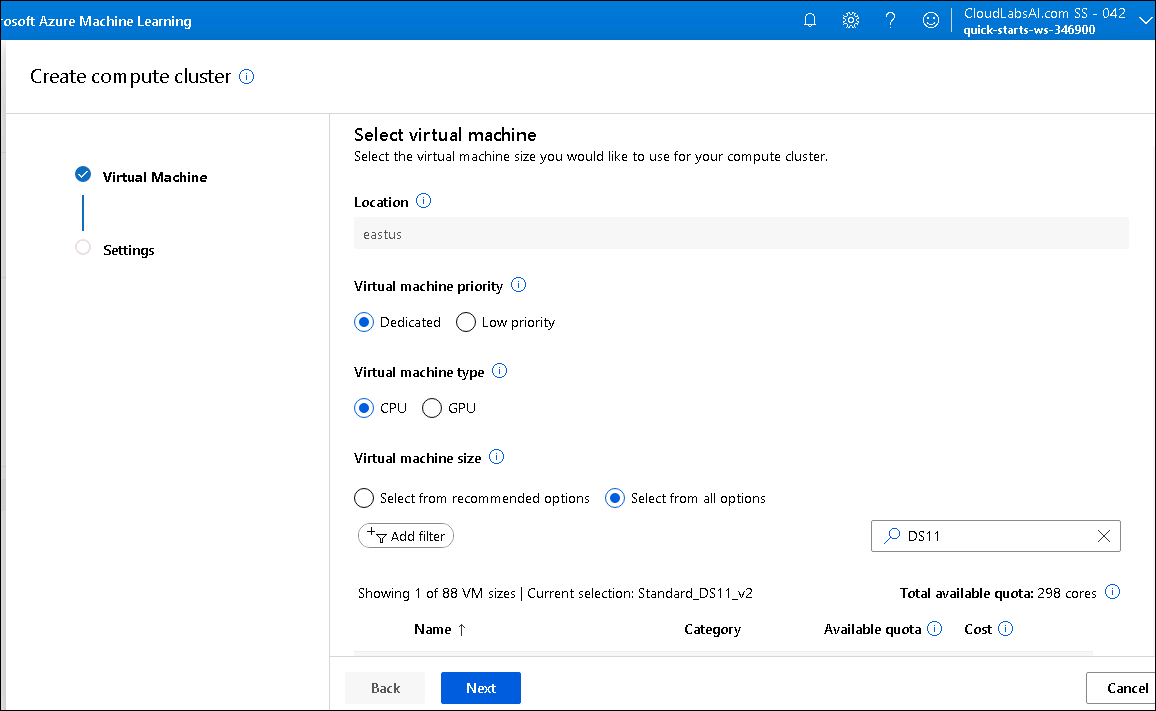 rosoft Azure Machine Learning
CloudLabsAI.com SS - 042
quick-starts-ws-346900
Create compute cluster
Virtual Machine
Settings
Select virtual machine
Select the virtual machine size you would like to use for your compute cluster.
Location
eastus
Virtual machine priority
Dedicated Low priority
Virtual machine type
CPU GPU
Virtual machine size
Select from recommended options Select from all options
Add filter DS11
Showing 1 of 88 VM sizes | Current selection: Standard_DS11_v2 Total available quota: 298 cores
Name ↑ Category Available quota Cost
Back Next Cancel